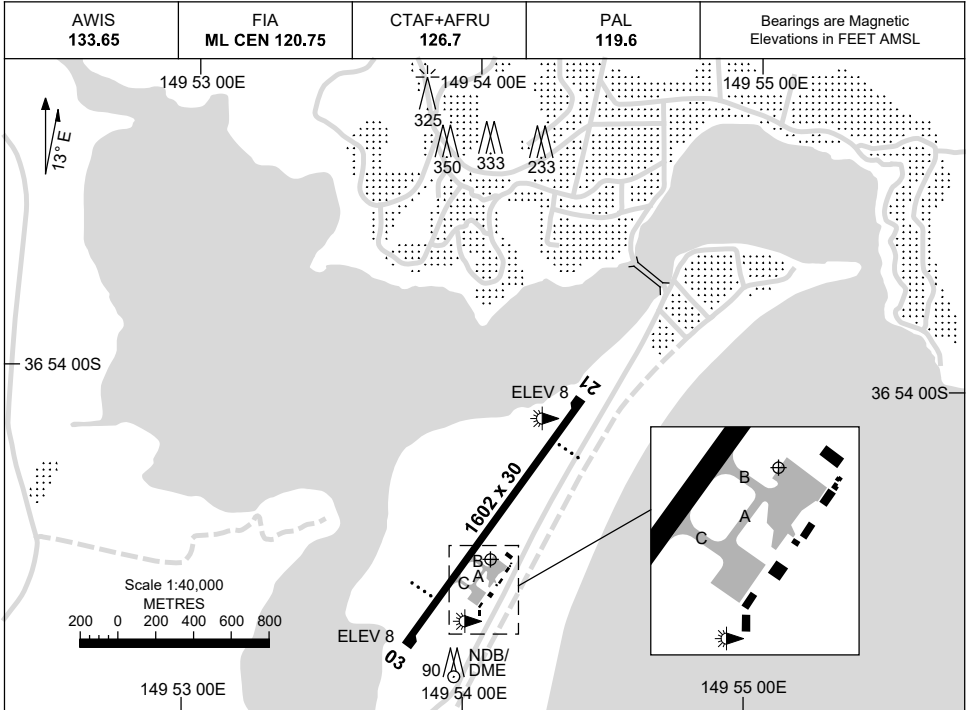 AWIS
133.65
FIA
ML CEN 120.75
CTAF+AFRU
126.7
PAL
119.6
Bearings are Magnetic
Elevations in FEET AMSL
149 53 00E
149 54 00E
149 55 00E
13° E
325
350
333
233
36 54 00S
36 54 00S
ELEV 8
21
1602 x 30
B
A
C
B
A
C
Scale 1:40,000
METRES
200 0 200 400 600 800
ELEV 8
03
90
NDB/
DME
149 53 00E
149 54 00E
149 55 00E